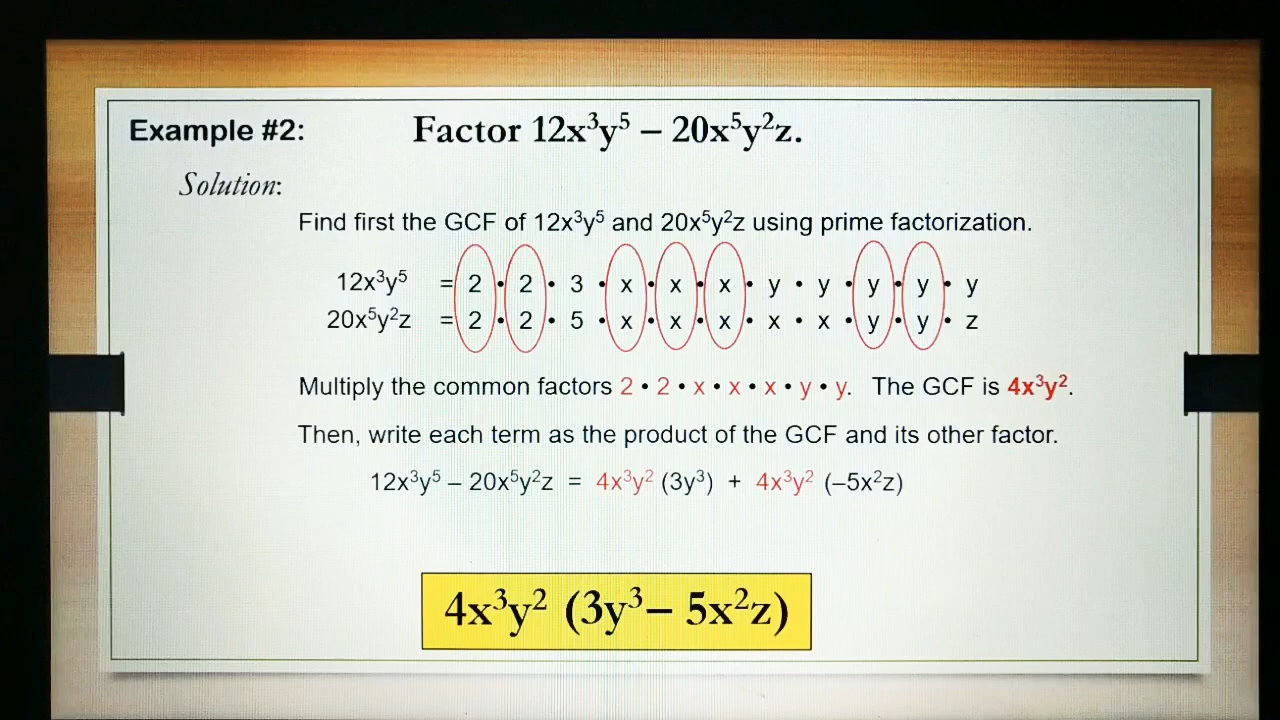 Example #2: Factor 12x³y⁵ – 20x⁵y²z.
Solution:
Find first the GCF of 12x³y⁵ and 20x⁵y²z using prime factorization.
12x³y⁵ = 2 • 2 • 3 • x • x • x • y • y • y • y • y
20x⁵y²z = 2 • 2 • 5 • x • x • x • x • x • y • y • z
Multiply the common factors 2 • 2 • x • x • x • y • y. The GCF is 4x³y².
Then, write each term as the product of the GCF and its other factor.
12x³y⁵ – 20x⁵y²z = 4x³y² (3y³) + 4x³y² (–5x²z)
4x³y² (3y³– 5x²z)